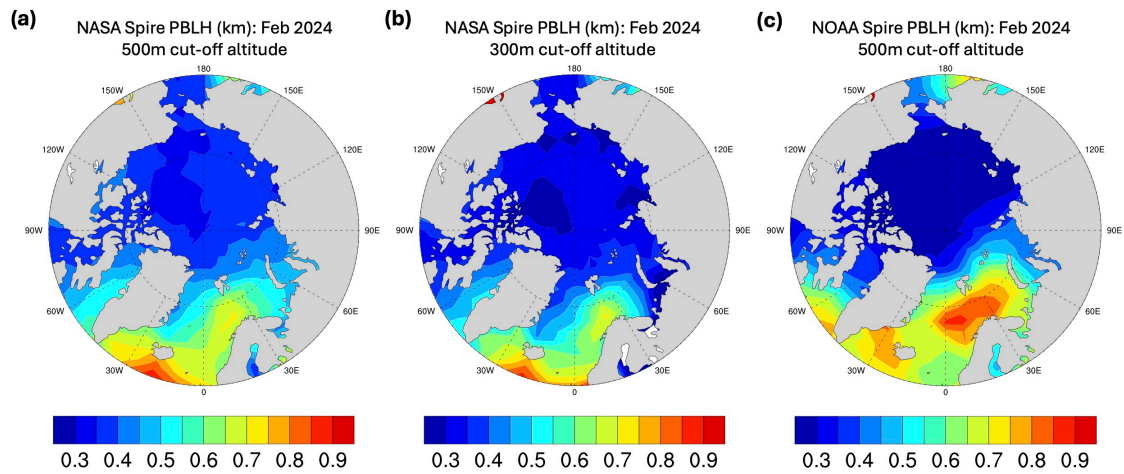 (a)
NASA Spire PBLH (km): Feb 2024
500m cut-off altitude
180
150W
150E
120W
120E
90W
90E
60W
60E
30W
30E
0
0.3 0.4 0.5 0.6 0.7 0.8 0.9
(b)
NASA Spire PBLH (km): Feb 2024
300m cut-off altitude
180
150W
150E
120W
120E
90W
90E
60W
60E
30W
30E
0
0.3 0.4 0.5 0.6 0.7 0.8 0.9
(c)
NOAA Spire PBLH (km): Feb 2024
500m cut-off altitude
180
150W
150E
120W
120E
90W
90E
60W
60E
30W
30E
0
0.3 0.4 0.5 0.6 0.7 0.8 0.9